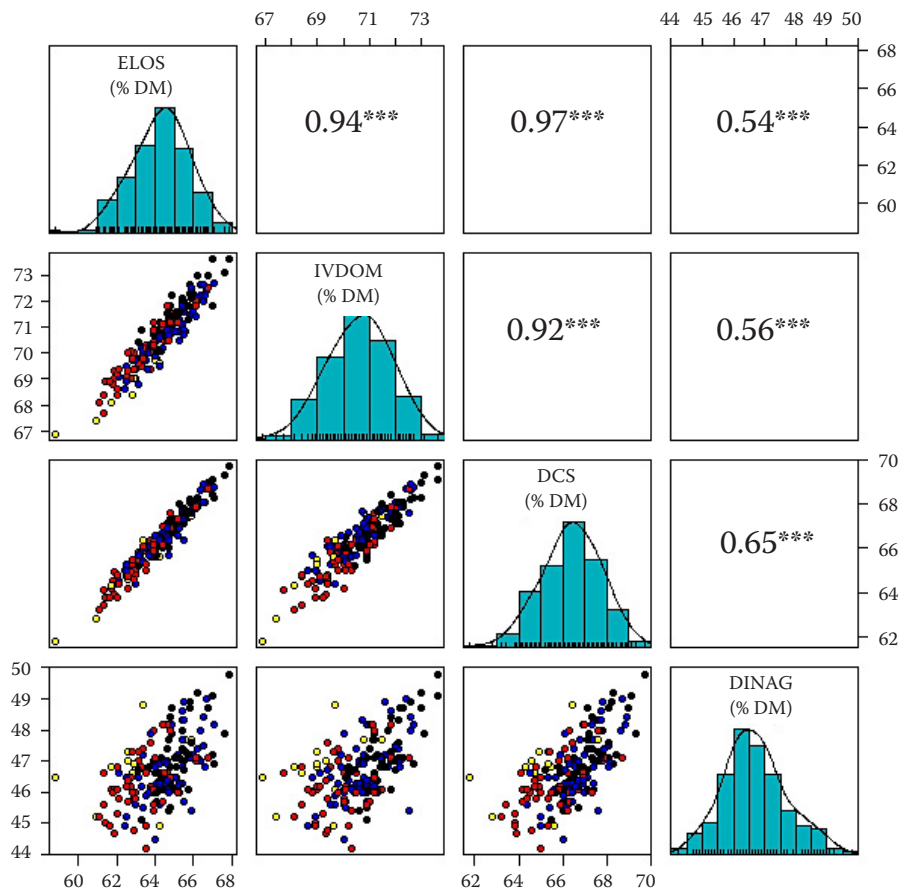 67 69 71 73
44 45 46 47 48 49 50
ELOS
(% DM)
0.94***
0.97***
0.54***
68
66
64
62
60
73
72
71
70
69
68
67
IVDOM
(% DM)
0.92***
0.56***
DCS
(% DM)
0.65***
70
68
66
64
62
50
49
48
47
46
45
44
DINAG
(% DM)
60 62 64 66 68
62 64 66 68 70